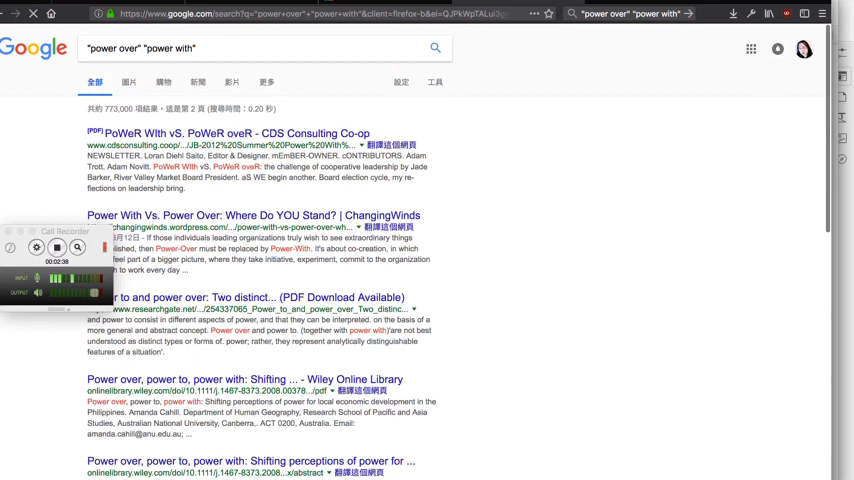 https://www.google.com/search?q="power+over"+"power+with"&client=firefox-b&ei=QJPkWpTALui3g
"power over" "power with"
Google
"power over" "power with"
全部 圖片 購物 新聞 影片 更多 設定 工具
共約 773,000 項結果，這是第 2 頁 (搜尋時間：0.20 秒)
[PDF] PoWeR WIth vS. PoWeR oveR - CDS Consulting Co-op
www.cdsconsulting.coop/.../JB-2012%20Summer%20Power%20With%... 翻譯這個網頁
NEWSLETTER. Loran Diehl Saito, Editor & Designer. mEmBER-OWNER. cONTRIBUTORS. Adam
Trott. Adam Novitt. PoWeR WIth vS. PoWeR oveR: the challenge of cooperative leadership by Jade
Barker, River Valley Market Board President. aS WE begin another. Board election cycle, my re-
flections on leadership bring.
Power With Vs. Power Over: Where Do YOU Stand? | ChangingWinds
https://changingwinds.wordpress.com/.../power-with-vs-power-over-wh... 翻譯這個網頁
月12日 - If those individuals leading organizations truly wish to see extraordinary things
lished, then Power-Over must be replaced by Power-With. It's about co-creation, in which
feel part of a bigger picture, where they take initiative, experiment, commit to the organization
h to work every day ...
Call Recorder
00:02:38
INPUT
OUTPUT
r to and power over: Two distinct... (PDF Download Available)
www.researchgate.net/.../254337065_Power_to_and_power_over_Two_distinc...
and power to consist in different aspects of power, and that they can be interpreted. on the basis of a
more general and abstract concept. Power over and power to. (together with power with)'are not best
understood as distinct types or forms of. power; rather, they represent analytically distinguishable
features of a situation'.
Power over, power to, power with: Shifting ... - Wiley Online Library
onlinelibrary.wiley.com/doi/10.1111/j.1467-8373.2008.00378.../pdf 翻譯這個網頁
Power over, power to, power with: Shifting perceptions of power for local economic development in the
Philippines. Amanda Cahill. Department of Human Geography, Research School of Pacific and Asia
Studies, Australian National University, Canberra,. ACT 0200, Australia. Email:
amanda.cahill@anu.edu.au; ...
Power over, power to, power with: Shifting perceptions of power for ...
onlinelibrary.wiley.com/doi/10.1111/j.1467-8373.2008...x/abstract 翻譯這個網頁